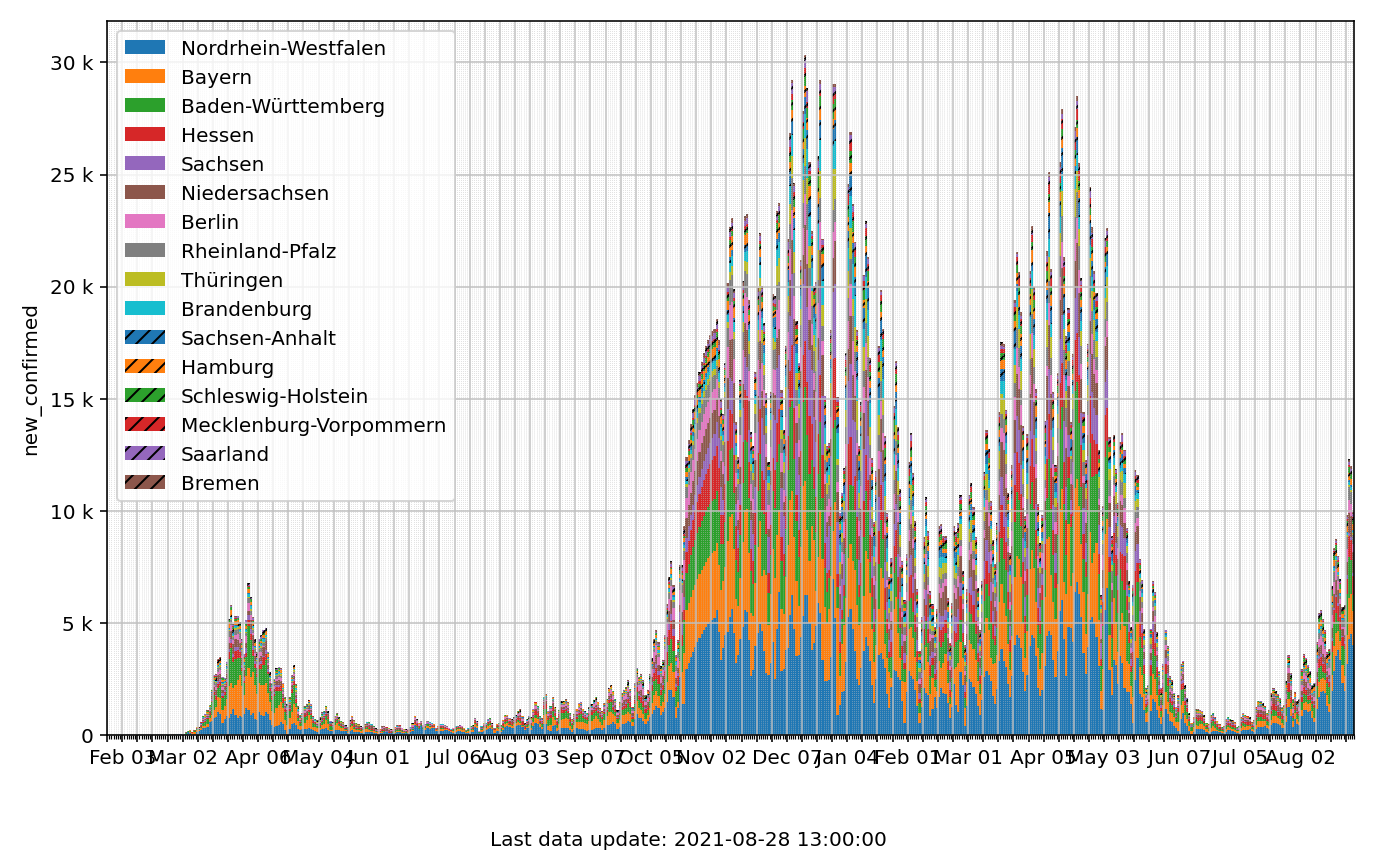 30 k
25 k
20 k
15 k
10 k
5 k
0
new_confirmed
Nordrhein-Westfalen
Bayern
Baden-Württemberg
Hessen
Sachsen
Niedersachsen
Berlin
Rheinland-Pfalz
Thüringen
Brandenburg
Sachsen-Anhalt
Hamburg
Schleswig-Holstein
Mecklenburg-Vorpommern
Saarland
Bremen
Feb 03 Mar 02 Apr 06 May 04 Jun 01 Jul 06 Aug 03 Sep 07 Oct 05 Nov 02 Dec 07 Jan 04 Feb 01 Mar 01 Apr 05 May 03 Jun 07 Jul 05 Aug 02
Last data update: 2021-08-28 13:00:00